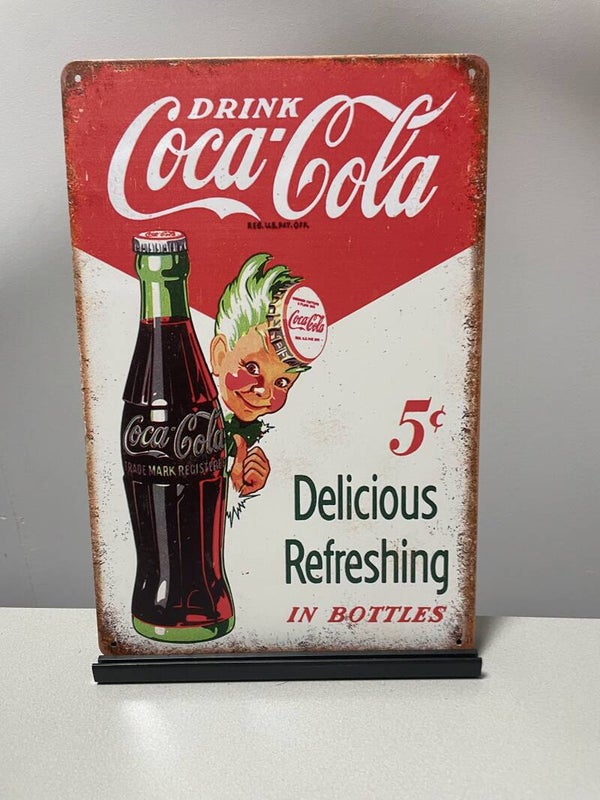 DRINK
Coca-Cola
REG. U.S. PAT. OFF.
Coca-Cola
5¢
Coca-Cola
TRADE MARK REGISTERED
Delicious
Refreshing
IN BOTTLES